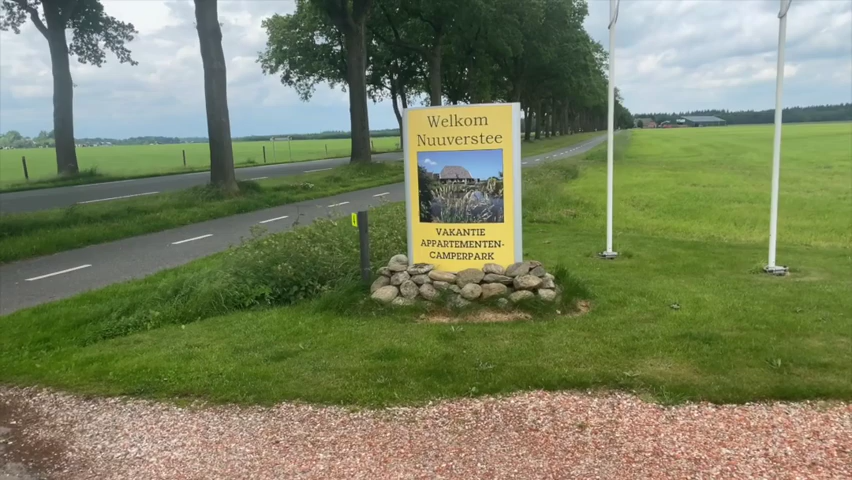 Welkom
Nuuverstee
VAKANTIE
APPARTEMENTEN-
CAMPERPARK